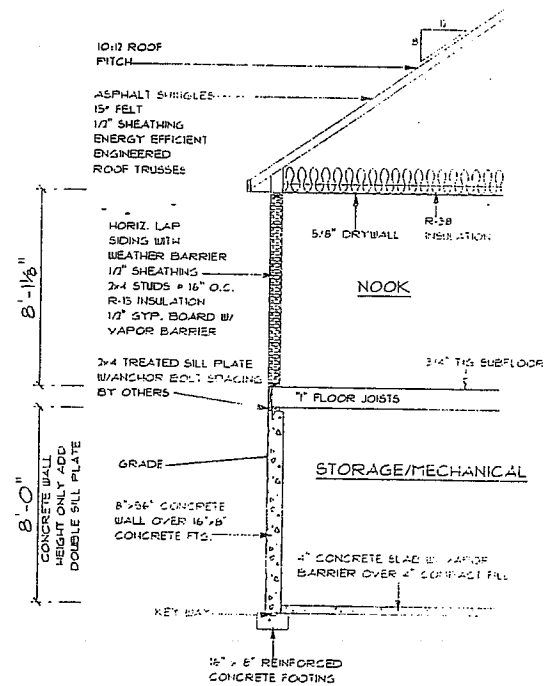 12
8
10:12 ROOF
PITCH
ASPHALT SHINGLES
15# FELT
1/2" SHEATHING
ENERGY EFFICIENT
ENGINEERED
ROOF TRUSSES
5/8" DRYWALL
R-38
INSULATION
HORIZ. LAP
SIDING WITH
WEATHER BARRIER
1/2" SHEATHING
2x4 STUDS @ 16" O.C.
R-13 INSULATION
1/2" GYP. BOARD W/
VAPOR BARRIER
8'-1 1/8"
NOOK
2x4 TREATED SILL PLATE
W/ANCHOR BOLT SPACING
BY OTHERS
3/4" T&G SUBFLOOR
"I" FLOOR JOISTS
GRADE
STORAGE/MECHANICAL
8'-0"
CONCRETE WALL
HEIGHT ONLY ADD
DOUBLE SILL PLATE
8"x96" CONCRETE
WALL OVER 16"x8"
CONCRETE FTG.
4" CONCRETE SLAB W/ VAPOR
BARRIER OVER 4" COMPACT FILL
KEY WAY
16" x 8" REINFORCED
CONCRETE FOOTING